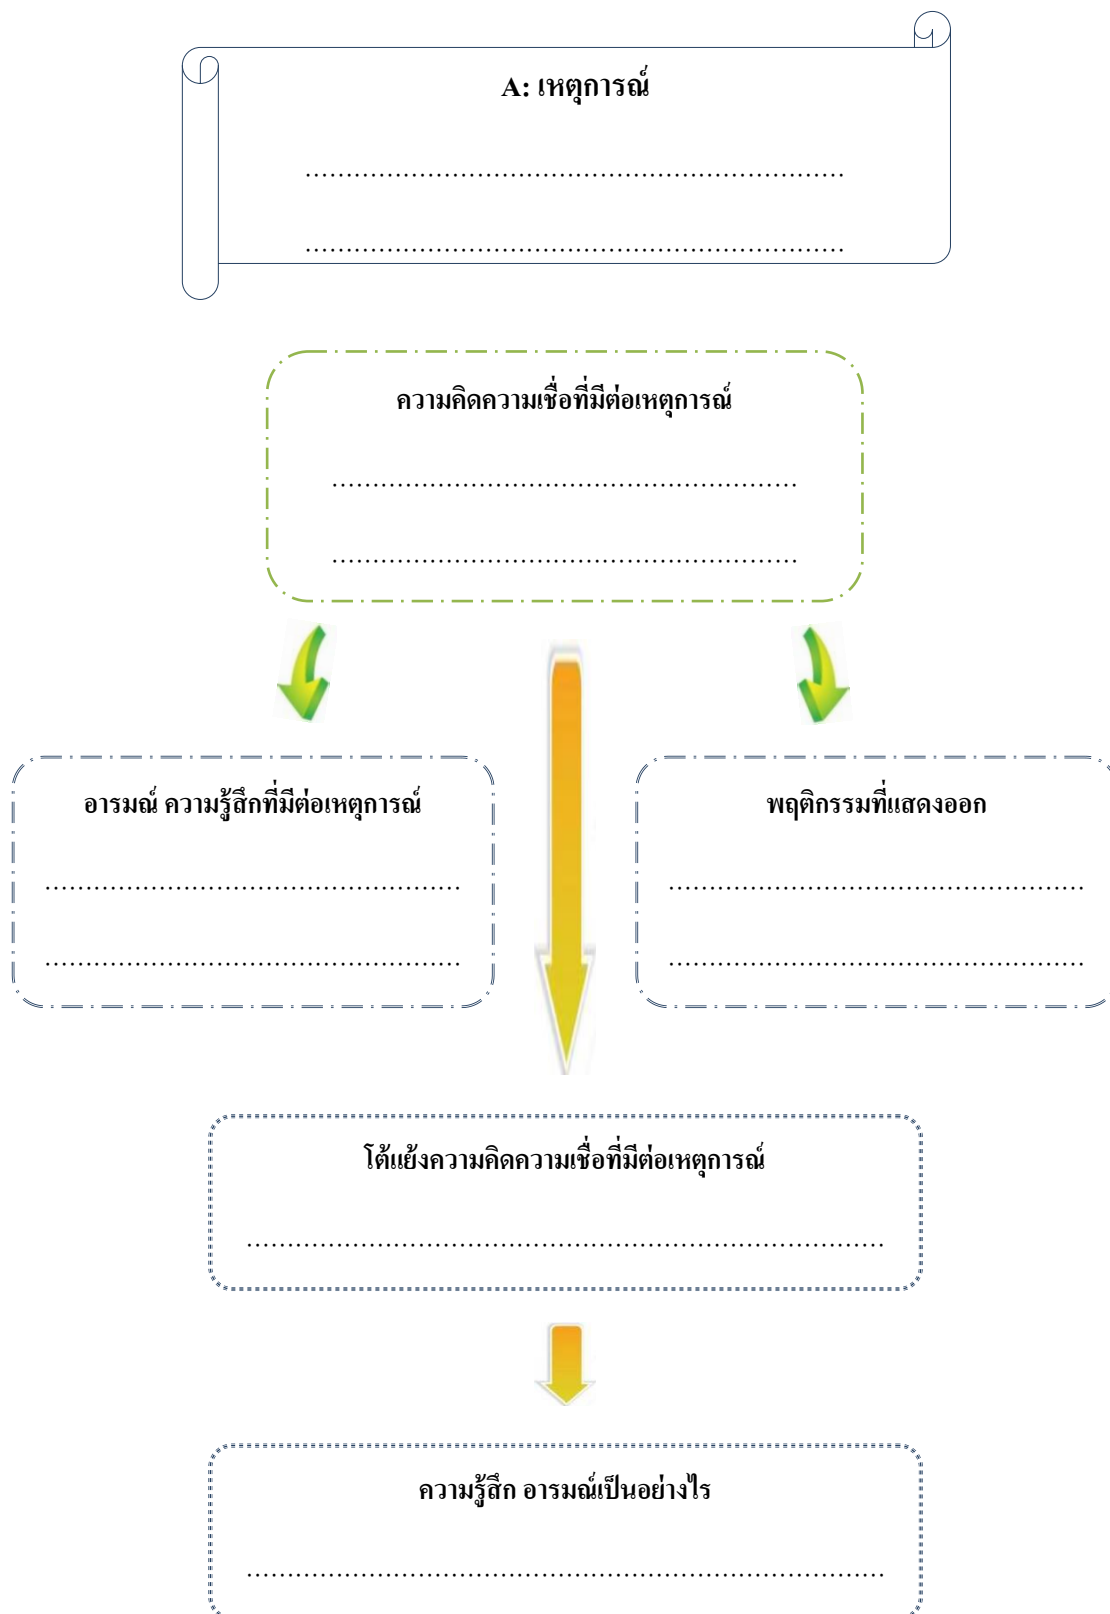 A: เหตุการณ์
..................................................................
..................................................................
ความคิดความเชื่อที่มีต่อเหตุการณ์
.........................................................
.........................................................
อารมณ์ ความรู้สึกที่มีต่อเหตุการณ์
...................................................
...................................................
พฤติกรรมที่แสดงออก
...................................................
...................................................
โต้แย้งความคิดความเชื่อที่มีต่อเหตุการณ์
..............................................................................
ความรู้สึก อารมณ์เป็นอย่างไร
..............................................................................